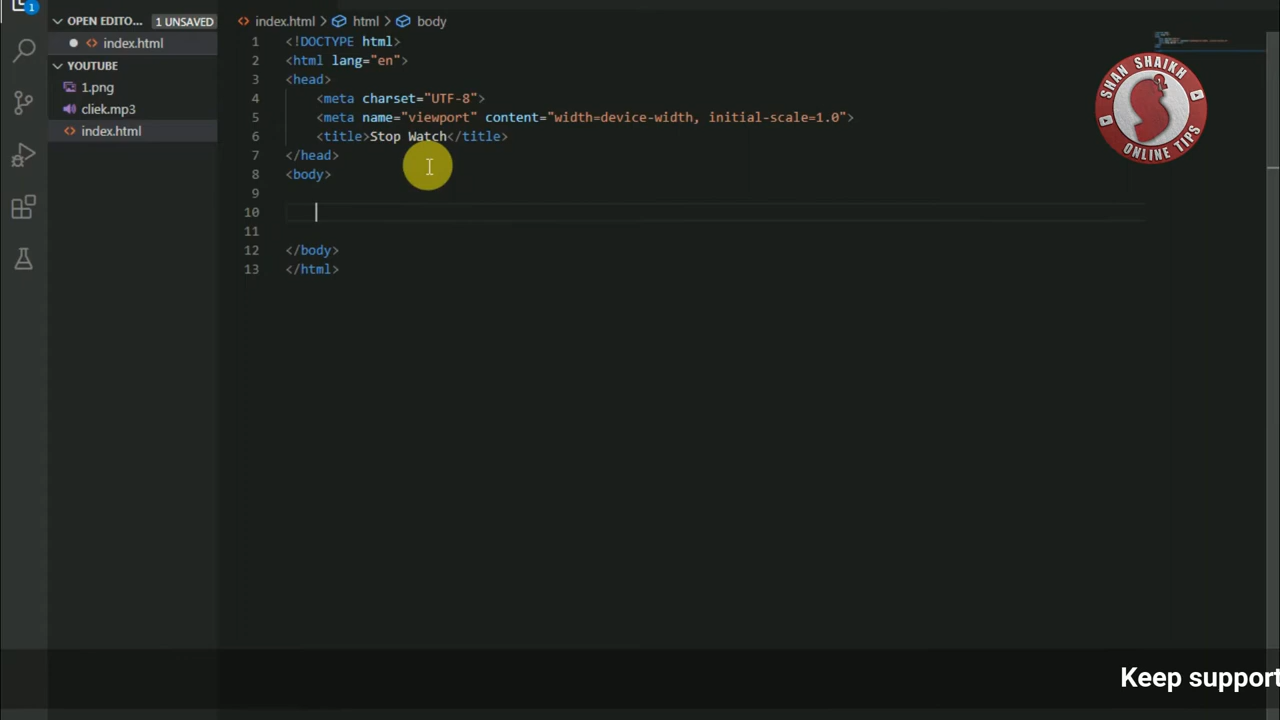 1
OPEN EDITO... 1 UNSAVED
index.html
YOUTUBE
1.png
cliek.mp3
index.html
index.html > html > body
1 <!DOCTYPE html>
2 <html lang="en">
3 <head>
4 <meta charset="UTF-8">
5 <meta name="viewport" content="width=device-width, initial-scale=1.0">
6 <title>Stop Watch</title>
7 </head>
8 <body>
9
10
11
12 </body>
13 </html>
SHAN SHAIKH
ONLINE TIPS
Keep support